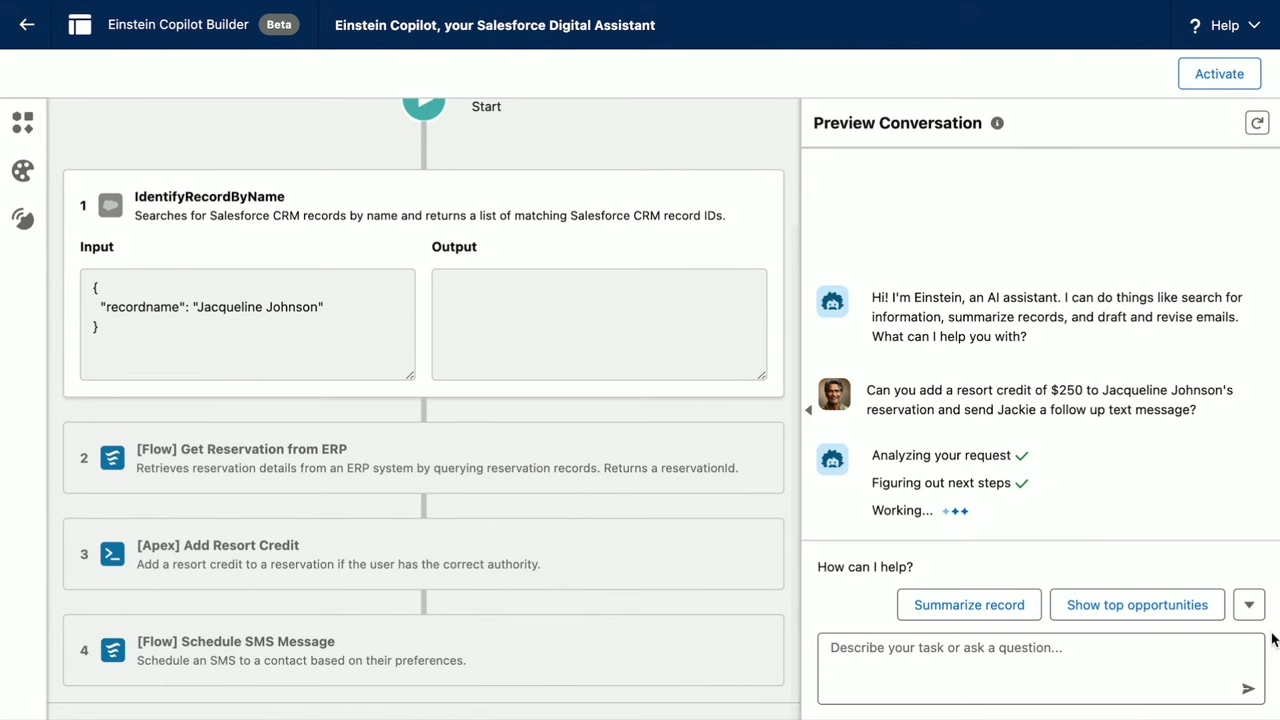 Einstein Copilot Builder Beta
Einstein Copilot, your Salesforce Digital Assistant
? Help
Activate
Start
1 IdentifyRecordByName
Searches for Salesforce CRM records by name and returns a list of matching Salesforce CRM record IDs.
Input
Output
{
"recordname": "Jacqueline Johnson"
}
2 [Flow] Get Reservation from ERP
Retrieves reservation details from an ERP system by querying reservation records. Returns a reservationId.
3 [Apex] Add Resort Credit
Add a resort credit to a reservation if the user has the correct authority.
4 [Flow] Schedule SMS Message
Schedule an SMS to a contact based on their preferences.
Preview Conversation
Hi! I'm Einstein, an AI assistant. I can do things like search for
information, summarize records, and draft and revise emails.
What can I help you with?
Can you add a resort credit of $250 to Jacqueline Johnson's
reservation and send Jackie a follow up text message?
Analyzing your request
Figuring out next steps
Working...
How can I help?
Summarize record
Show top opportunities
Describe your task or ask a question...